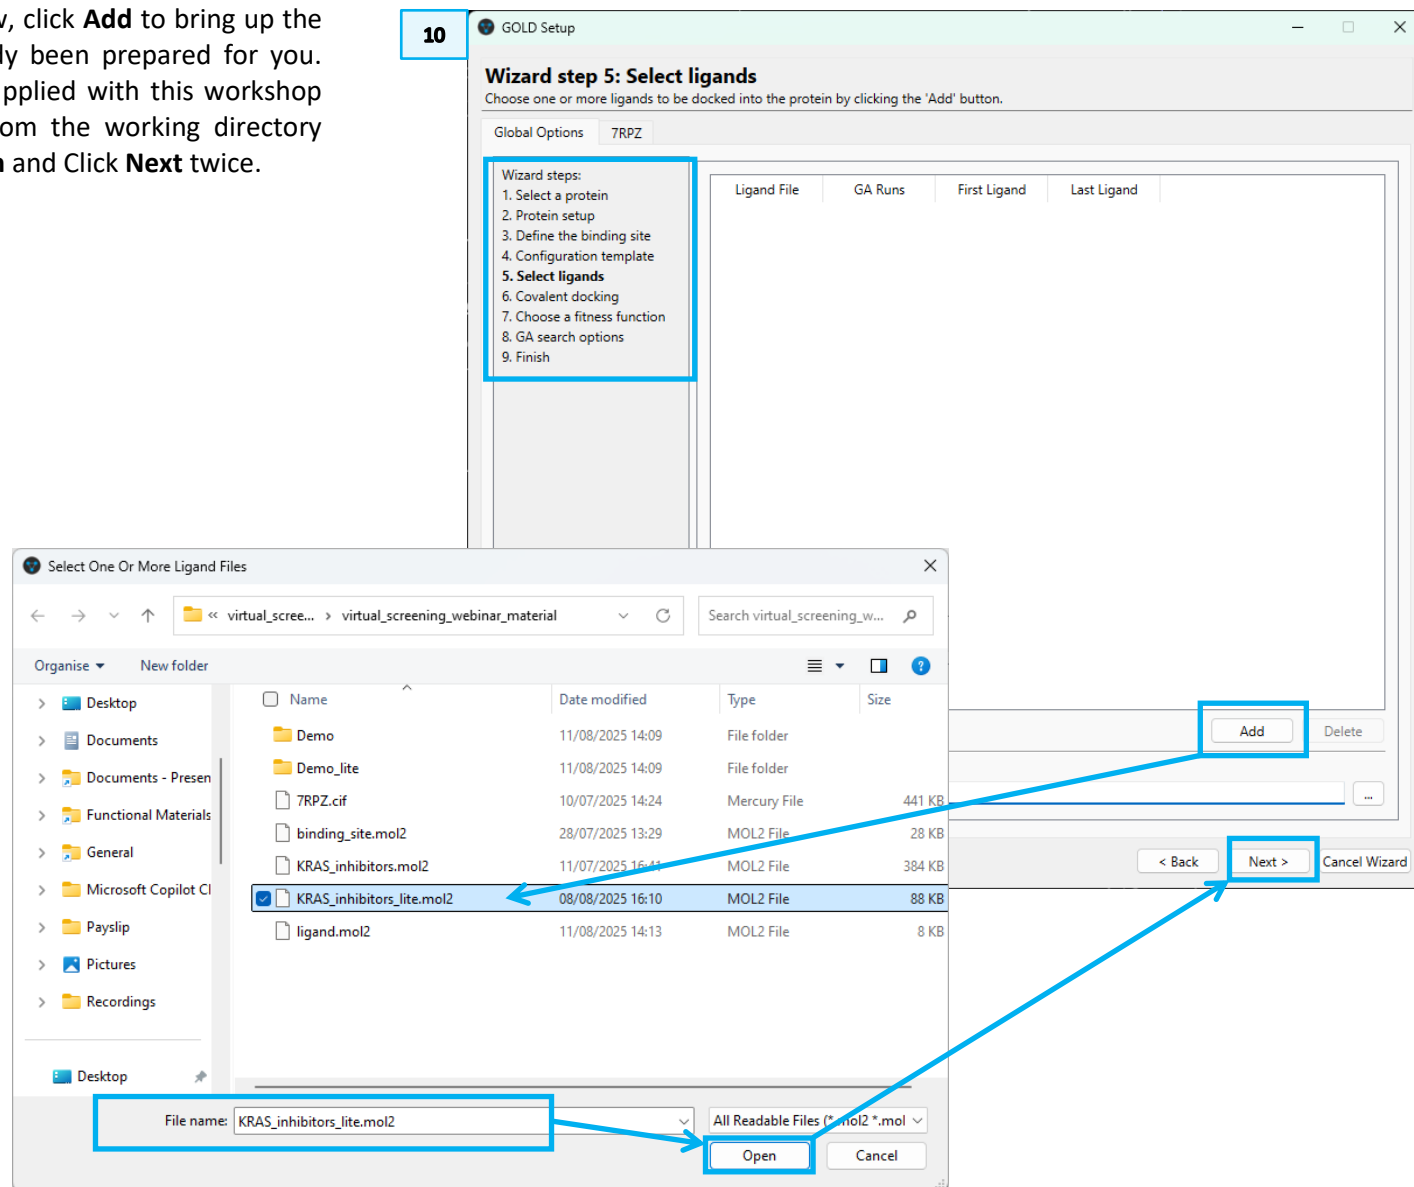 , click Add to bring up the
ly been prepared for you.
pplied with this workshop
om the working directory
and Click Next twice.
10
GOLD Setup
Wizard step 5: Select ligands
Choose one or more ligands to be docked into the protein by clicking the 'Add' button.
Global Options 7RPZ
Wizard steps:
1. Select a protein
2. Protein setup
3. Define the binding site
4. Configuration template
5. Select ligands
6. Covalent docking
7. Choose a fitness function
8. GA search options
9. Finish
Ligand File GA Runs First Ligand Last Ligand
Add Delete
...
< Back Next > Cancel Wizard
Select One Or More Ligand Files
« virtual_scree... > virtual_screening_webinar_material
Search virtual_screening_w...
Organise New folder
Desktop
Documents
Documents - Presen
Functional Materials
General
Microsoft Copilot Cl
Payslip
Pictures
Recordings
Desktop
Name Date modified Type Size
Demo 11/08/2025 14:09 File folder
Demo_lite 11/08/2025 14:09 File folder
7RPZ.cif 10/07/2025 14:24 Mercury File 441 KB
binding_site.mol2 28/07/2025 13:29 MOL2 File 28 KB
KRAS_inhibitors.mol2 11/07/2025 16:41 MOL2 File 384 KB
KRAS_inhibitors_lite.mol2 08/08/2025 16:10 MOL2 File 88 KB
ligand.mol2 11/08/2025 14:13 MOL2 File 8 KB
File name: KRAS_inhibitors_lite.mol2
All Readable Files (*.mol2 *.mol
Open Cancel